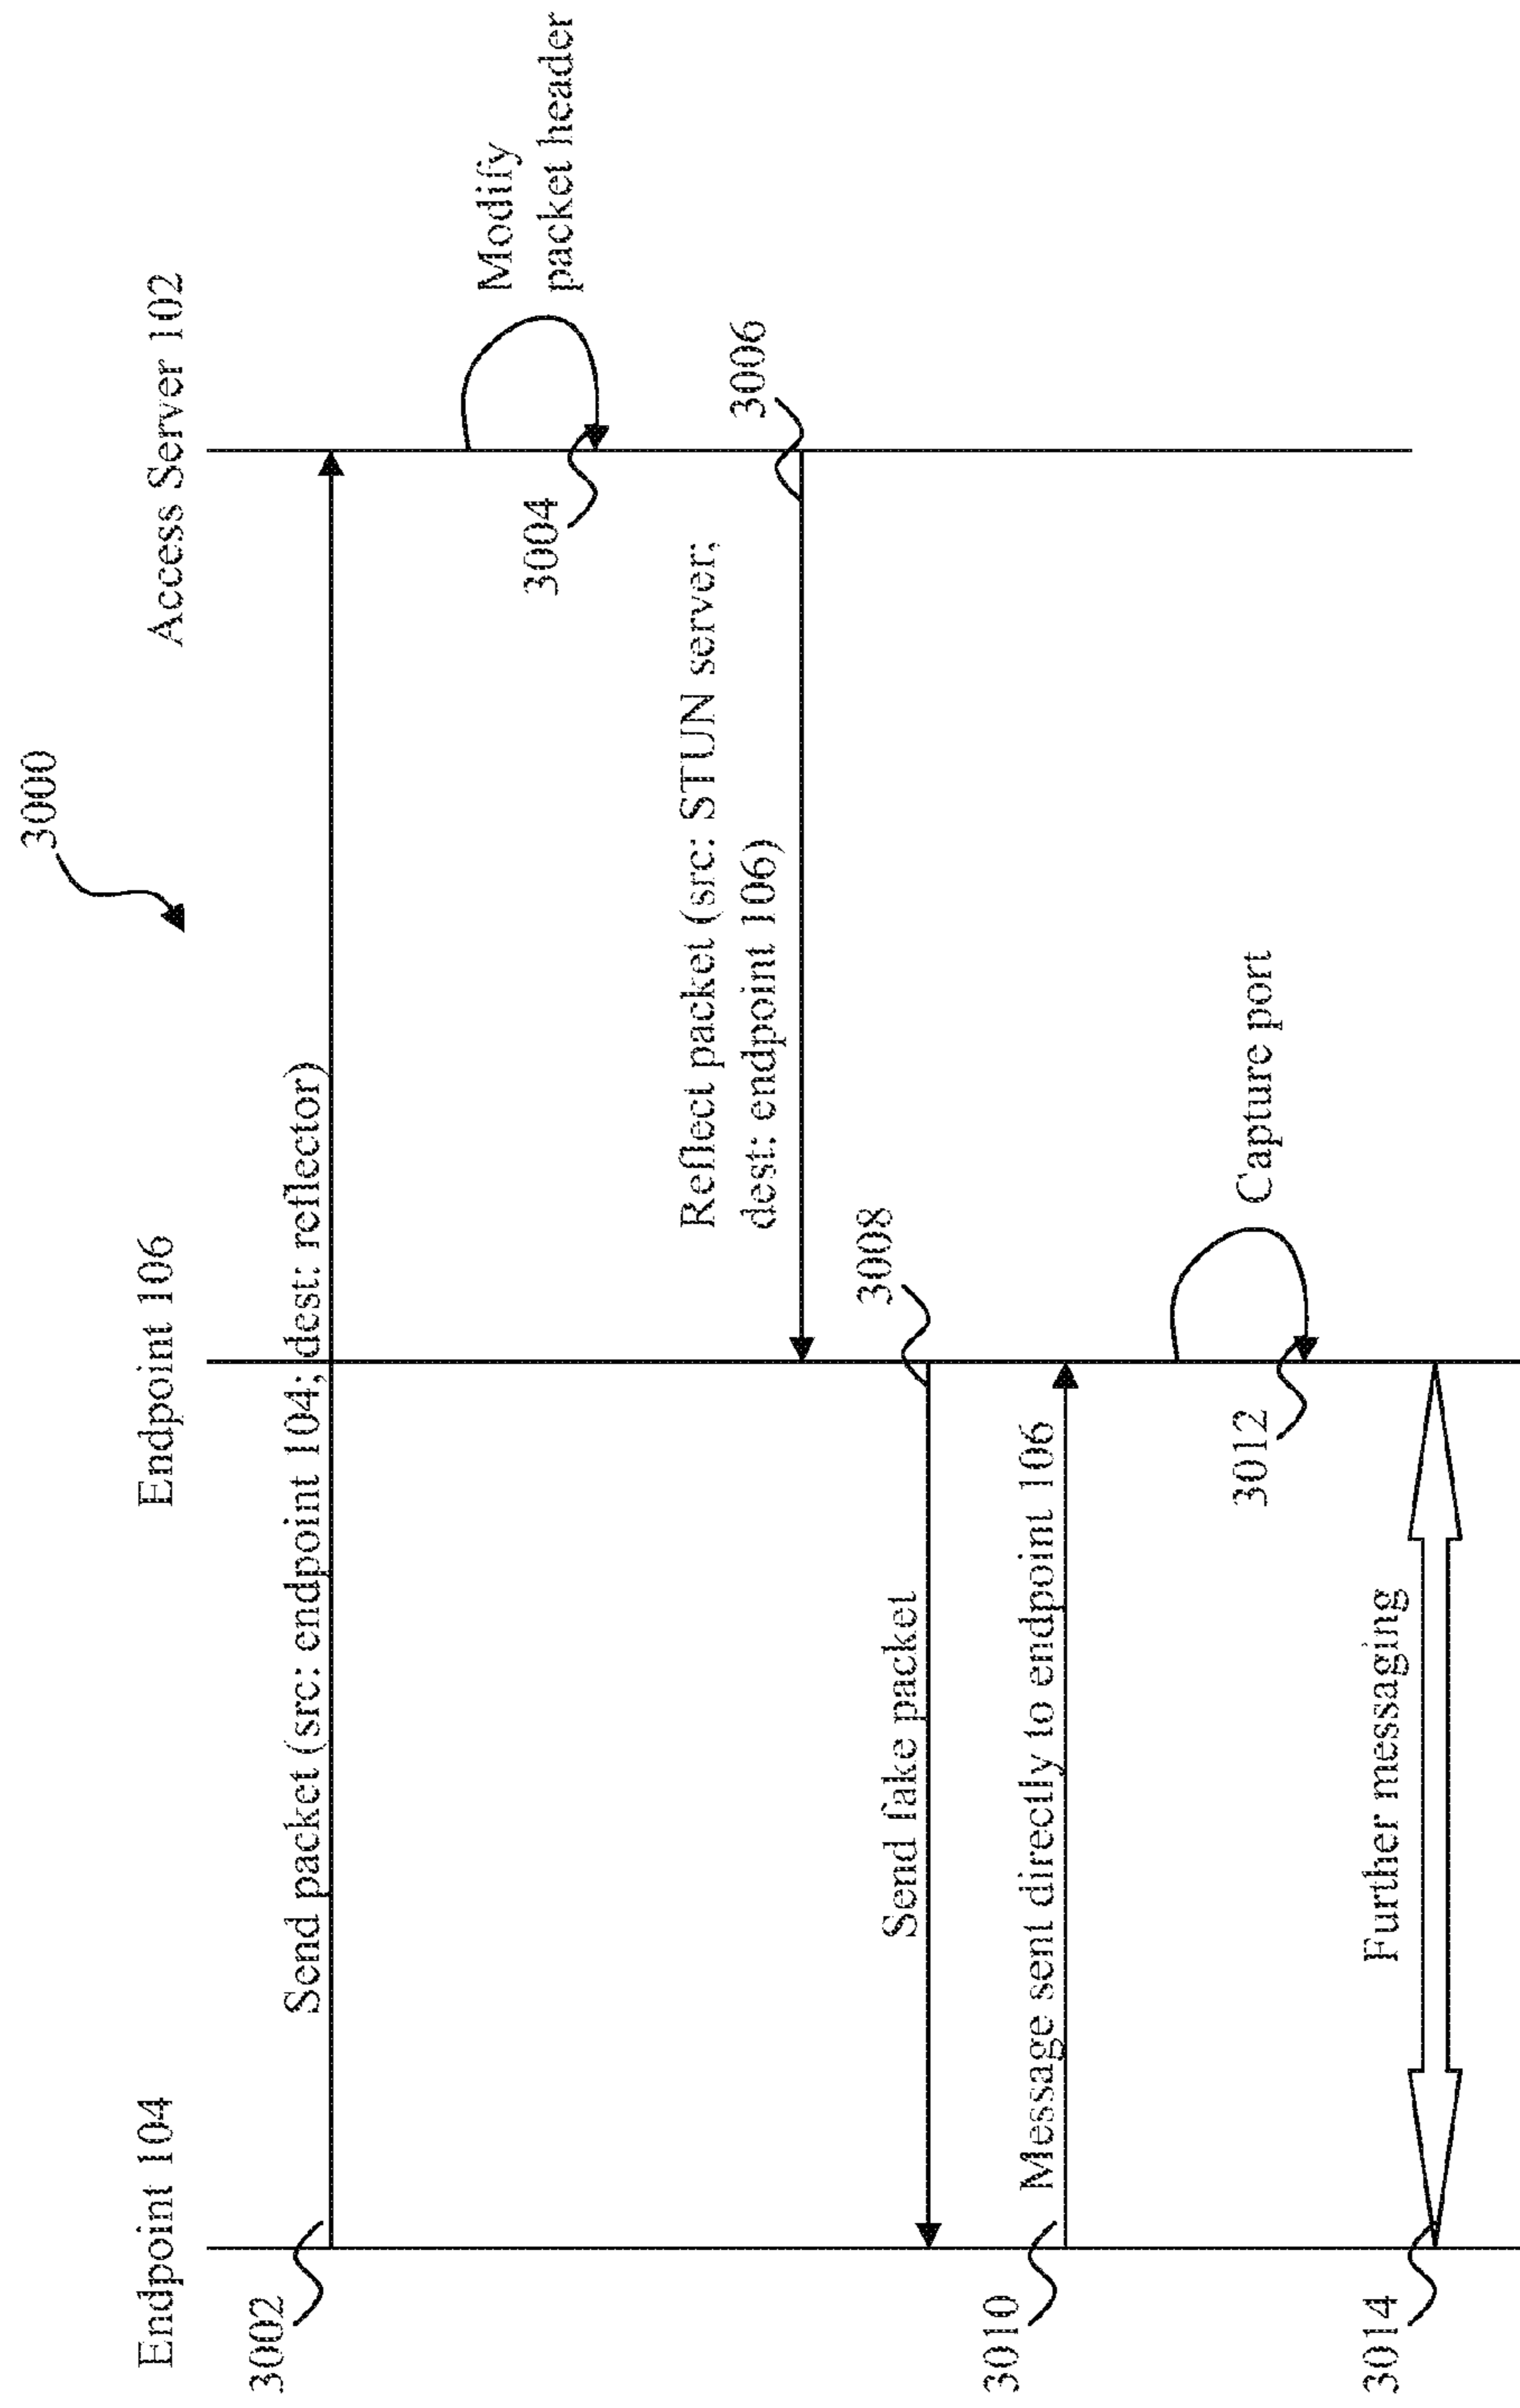 3000
Endpoint 104
Endpoint 106
Access Server 102
3002
Send packet (src: endpoint 104; dest: reflector)
Modify
packet header
3004
Reflect packet (src: STUN server;
dest: endpoint 106)
3006
3008
Send fake packet
3010
Message sent directly to endpoint 106
3012
Capture port
3014
Further messaging